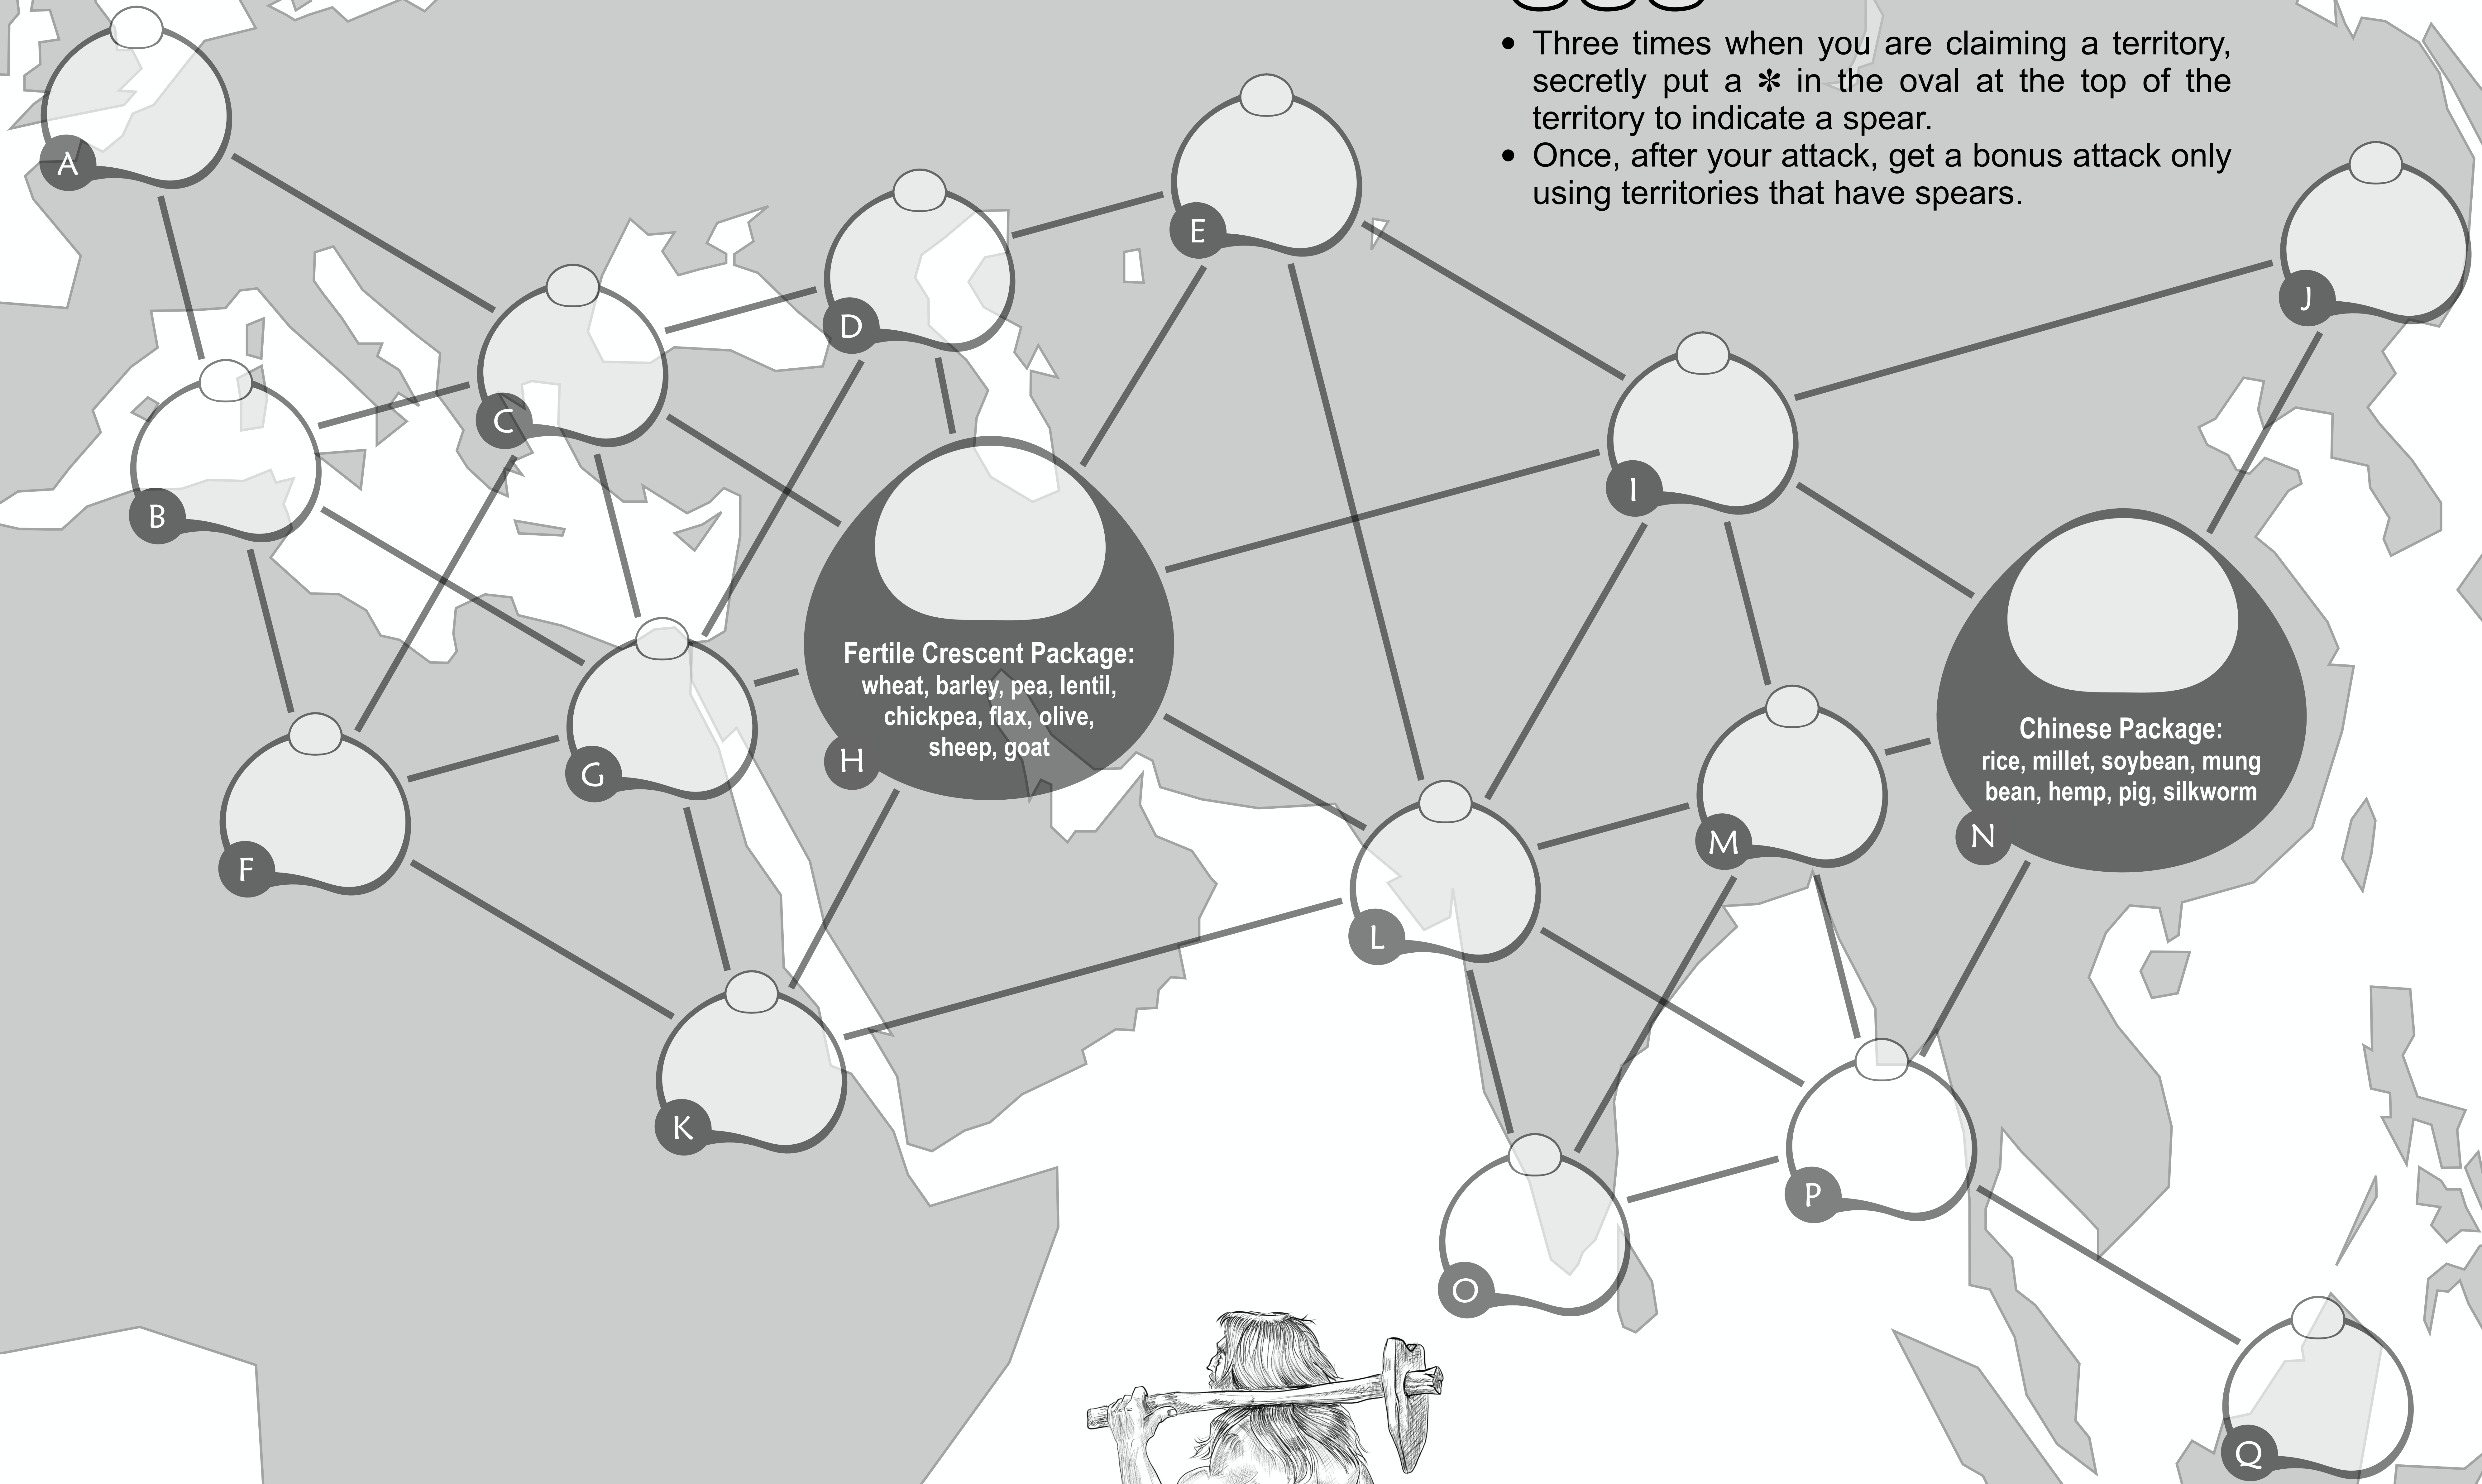 • Three times when you are claiming a territory,
secretly put a ✻ in the oval at the top of the
territory to indicate a spear.
• Once, after your attack, get a bonus attack only
using territories that have spears.
A
E
J
D
C
I
B
Fertile Crescent Package:
wheat, barley, pea, lentil,
chickpea, flax, olive,
sheep, goat
H
G
Chinese Package:
rice, millet, soybean, mung
bean, hemp, pig, silkworm
N
M
F
L
K
P
O
Q